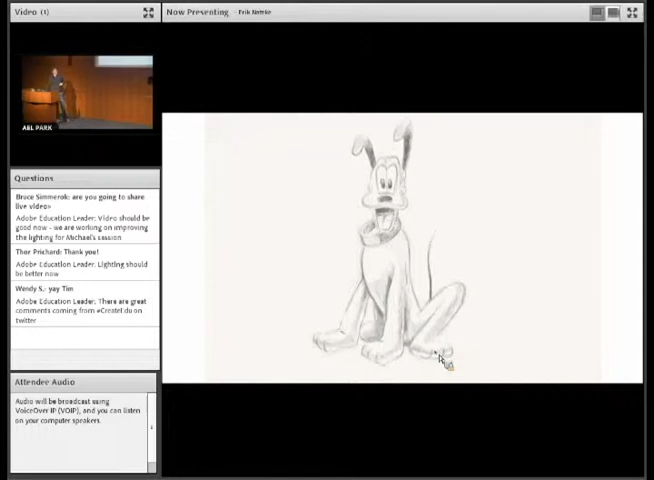 Video (1)
Now Presenting - Erik Natzke
AEL PARK
Questions
Bruce Simmerok: are you going to share
live video>
Adobe Education Leader: Video should be
good now - we are working on improving
the lighting for Michael's session
Thor Prichard: Thank you!
Adobe Education Leader: Lighting should
be better now
Wendy S.- yay Tim
Adobe Education Leader: There are great
comments coming from #CreateEdu on
twitter
Attendee Audio
Audio will be broadcast using
VoiceOver IP (VOIP), and you can listen
on your computer speakers.